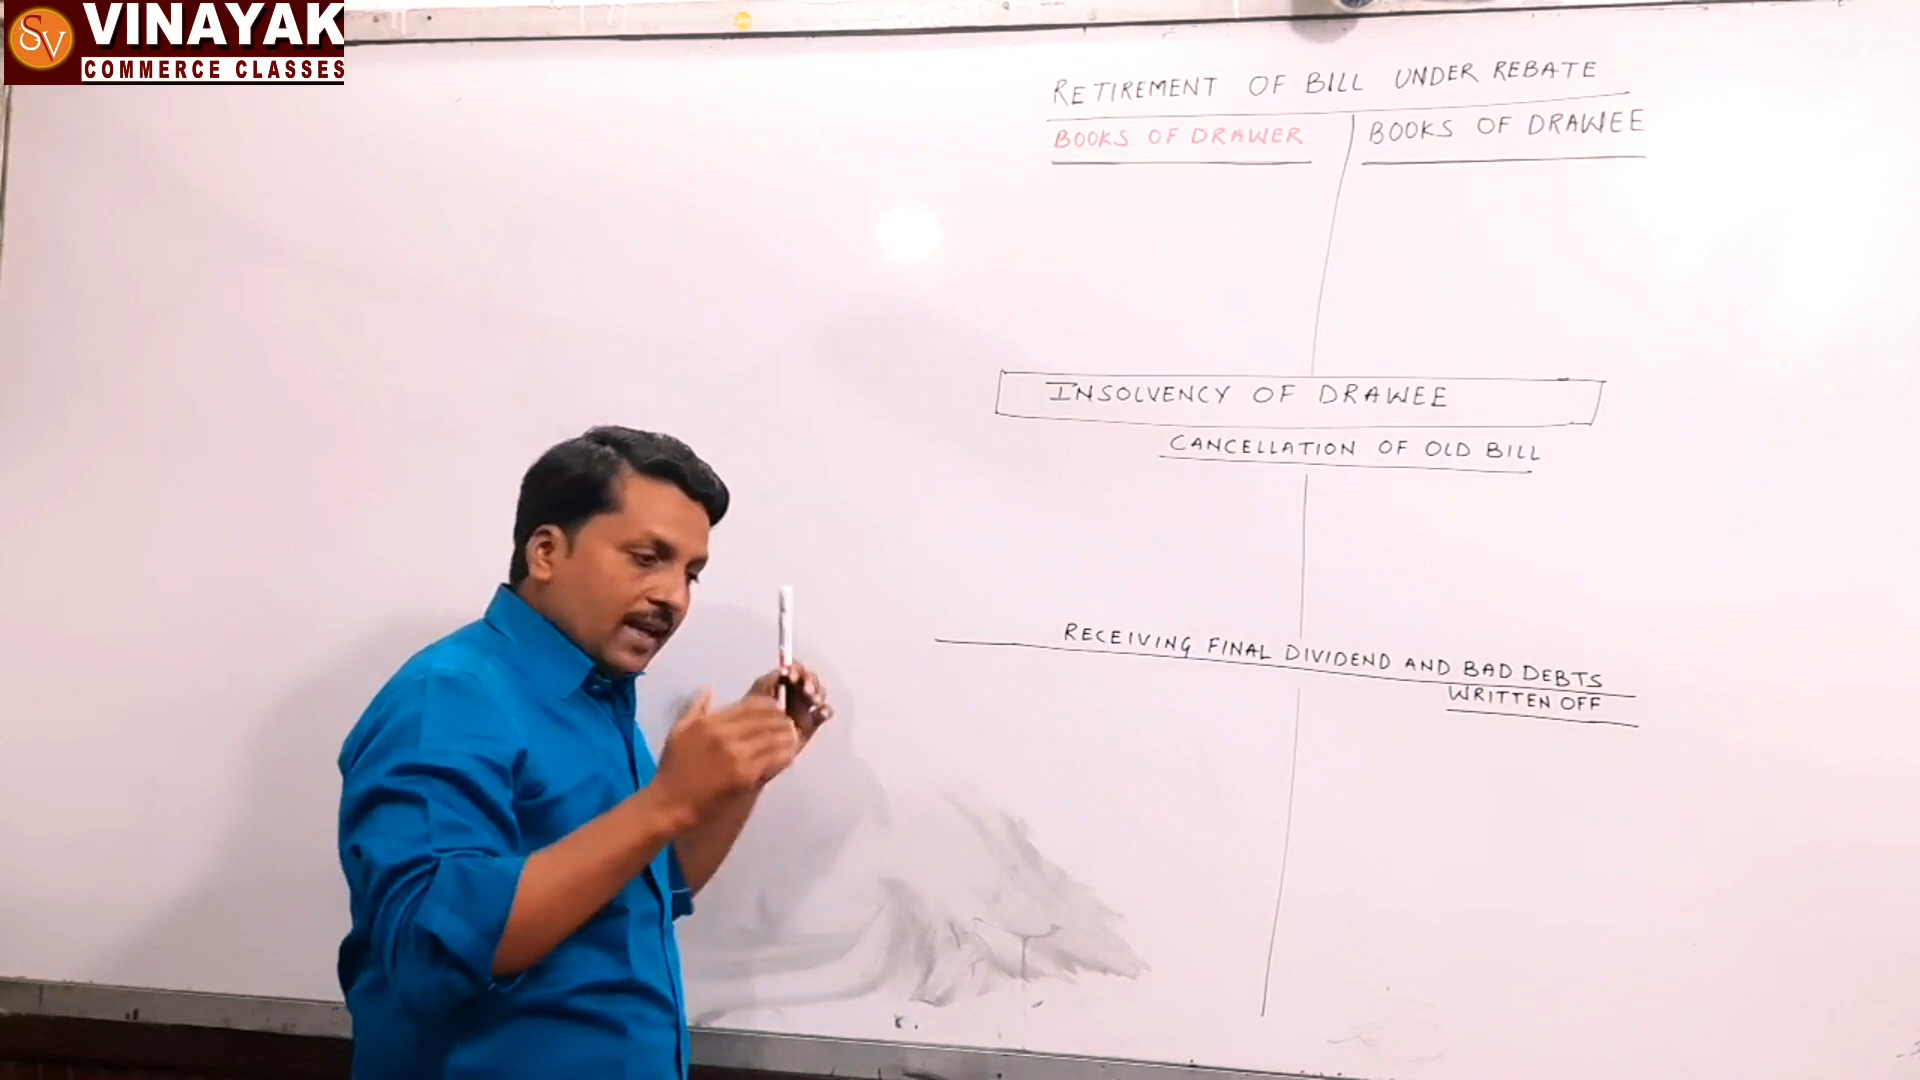 SV
VINAYAK
COMMERCE CLASSES
RETIREMENT OF BILL UNDER REBATE
BOOKS OF DRAWER
BOOKS OF DRAWEE
INSOLVENCY OF DRAWEE
CANCELLATION OF OLD BILL
RECEIVING FINAL DIVIDEND AND BAD DEBTS
WRITTEN OFF